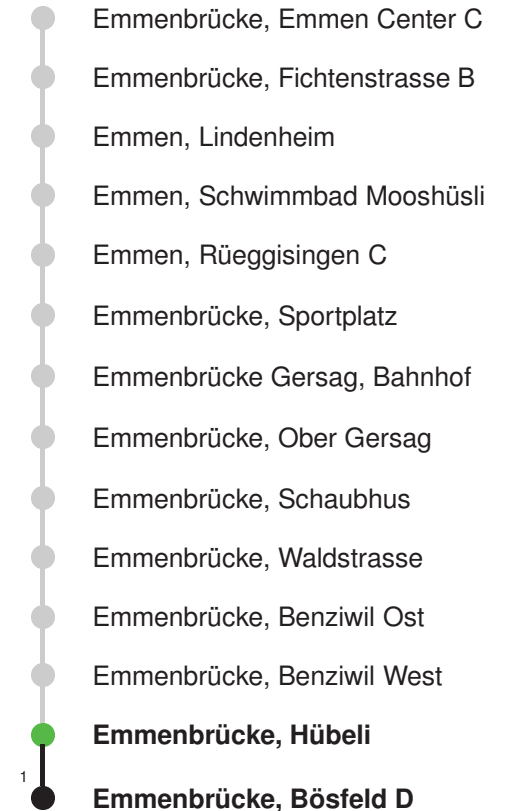 Emmenbrücke, Emmen Center C
Emmenbrücke, Fichtenstrasse B
Emmen, Lindenheim
Emmen, Schwimmbad Mooshüsli
Emmen, Rüeggisingen C
Emmenbrücke, Sportplatz
Emmenbrücke Gersag, Bahnhof
Emmenbrücke, Ober Gersag
Emmenbrücke, Schaubhus
Emmenbrücke, Waldstrasse
Emmenbrücke, Benziwil Ost
Emmenbrücke, Benziwil West
Emmenbrücke, Hübeli
1
Emmenbrücke, Bösfeld D